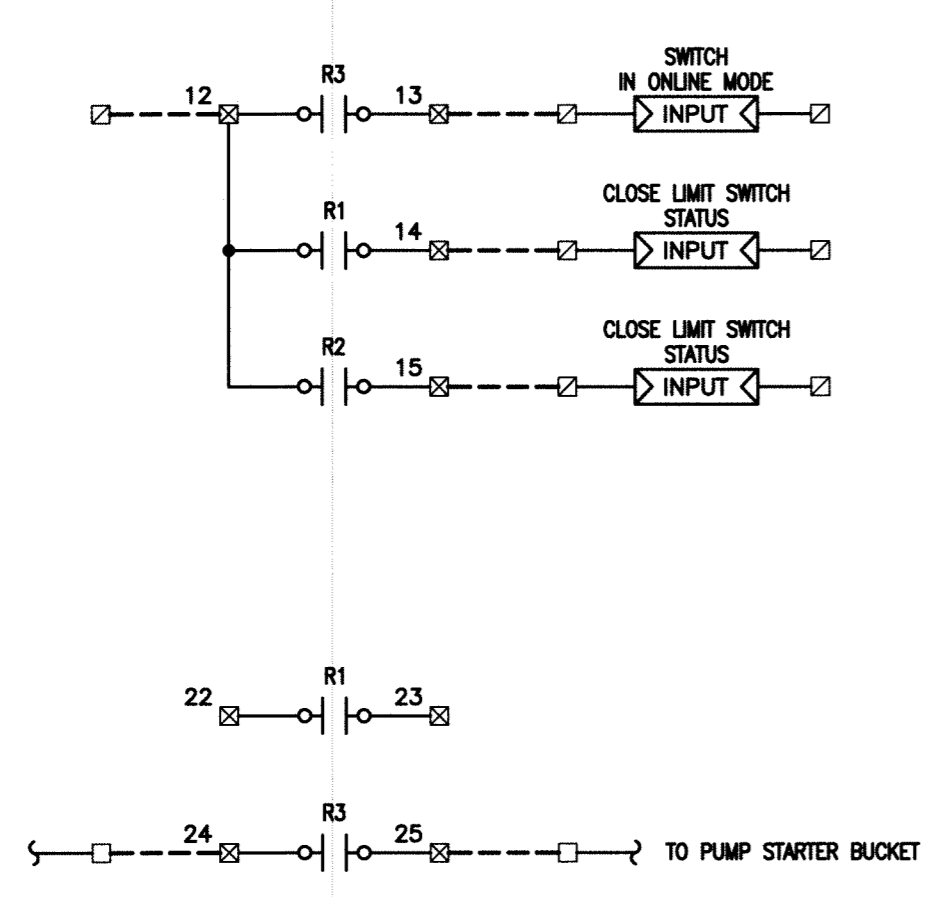 SWITCH
IN ONLINE MODE
12 R3 13 INPUT
CLOSE LIMIT SWITCH
STATUS
R1 14 INPUT
CLOSE LIMIT SWITCH
STATUS
R2 15 INPUT
22 R1 23
24 R3 25 TO PUMP STARTER BUCKET